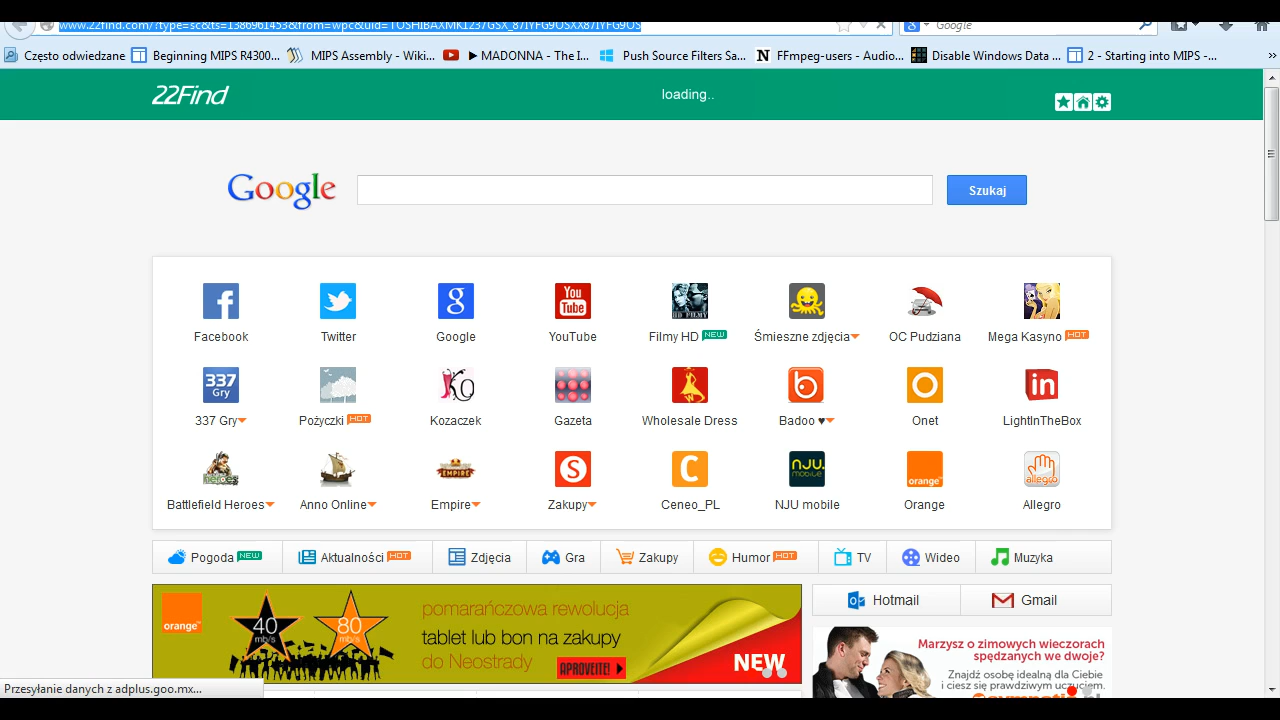 www.22find.com/?type=sc&ts=1386961453&from=wpc&uid=TOSHIBAXMK1237GSX_87IYFG9OSXX87IYFG9OS
Google
Często odwiedzane
Beginning MIPS R4300...
MIPS Assembly - Wiki...
▶ MADONNA - The I...
Push Source Filters Sa...
FFmpeg-users - Audio...
Disable Windows Data ...
2 - Starting into MIPS -...
22Find
loading..
Google
Szukaj
Facebook
Twitter
Google
YouTube
Filmy HD NEW
Śmieszne zdjęcia
OC Pudziana
Mega Kasyno HOT
337 Gry
Pożyczki HOT
Kozaczek
Gazeta
Wholesale Dress
Badoo ♥
Onet
LightInTheBox
Battlefield Heroes
Anno Online
Empire
Zakupy
Ceneo_PL
NJU mobile
Orange
Allegro
Pogoda NEW
Aktualności HOT
Zdjęcia
Gra
Zakupy
Humor HOT
TV
Wideo
Muzyka
orange
40 mb/s
80 mb/s
pomarańczowa rewolucja
tablet lub bon na zakupy
do Neostrady
NEW
Hotmail
Gmail
Marzysz o zimowych wieczorach
spędzanych we dwoje?
Znajdź osobę idealną dla Ciebie
i ciesz się prawdziwym uczuciem.
Przesyłanie danych z adplus.goo.mx...